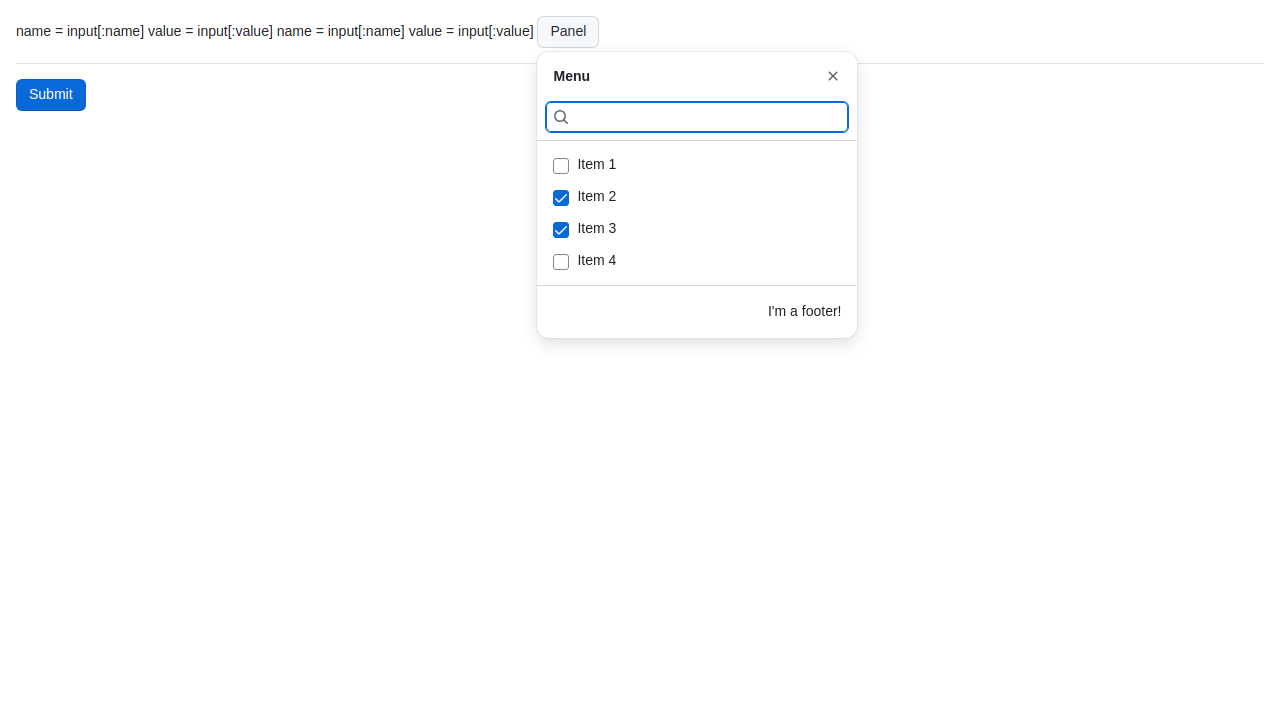 name = input[:name] value = input[:value] name = input[:name] value = input[:value] Panel
Menu
Submit
Item 1
Item 2
Item 3
Item 4
I'm a footer!